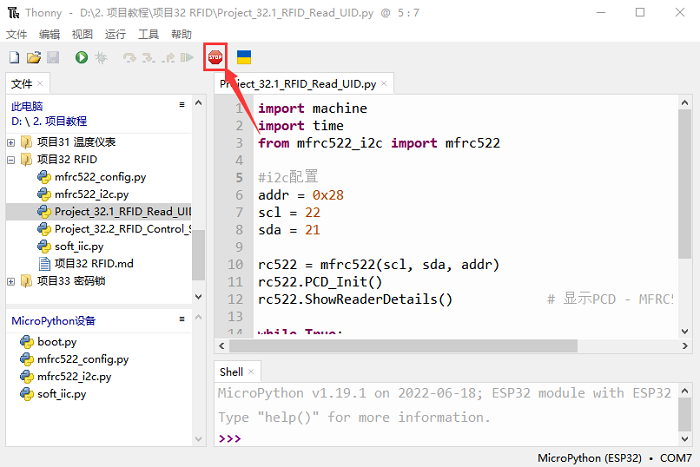 Thonny - D:\2. 项目教程\项目32 RFID\Project_32.1_RFID_Read_UID.py @ 5 : 7
文件 编辑 视图 运行 工具 帮助
STOP
文件
此电脑
D: \ 2. 项目教程
项目31 温度仪表
项目32 RFID
mfrc522_config.py
mfrc522_i2c.py
Project_32.1_RFID_Read_UID
Project_32.2_RFID_Control_S
soft_iic.py
项目32 RFID.md
项目33 密码锁
MicroPython设备
boot.py
mfrc522_config.py
mfrc522_i2c.py
soft_iic.py
Project_32.1_RFID_Read_UID.py
1 import machine
2 import time
3 from mfrc522_i2c import mfrc522
4
5 #i2c配置
6 addr = 0x28
7 scl = 22
8 sda = 21
9
10 rc522 = mfrc522(scl, sda, addr)
11 rc522.PCD_Init()
12 rc522.ShowReaderDetails() # 显示PCD - MFRC5
13
14 while True:
Shell
MicroPython v1.19.1 on 2022-06-18; ESP32 module with ESP32
Type "help()" for more information.
>>>
MicroPython (ESP32) • COM7